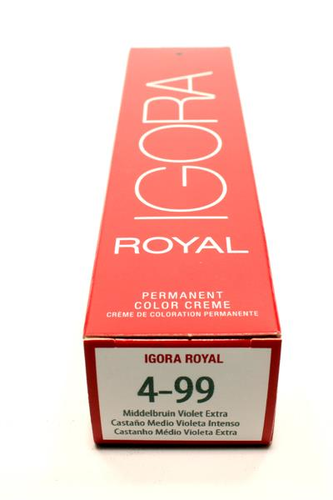 IGORA
ROYAL
PERMANENT
COLOR CREME
CRÈME DE COLORATION PERMANENTE
IGORA ROYAL
4-99
Middelbruin Violet Extra
Castaño Medio Violeta Intenso
Castanho Médio Violeta Extra